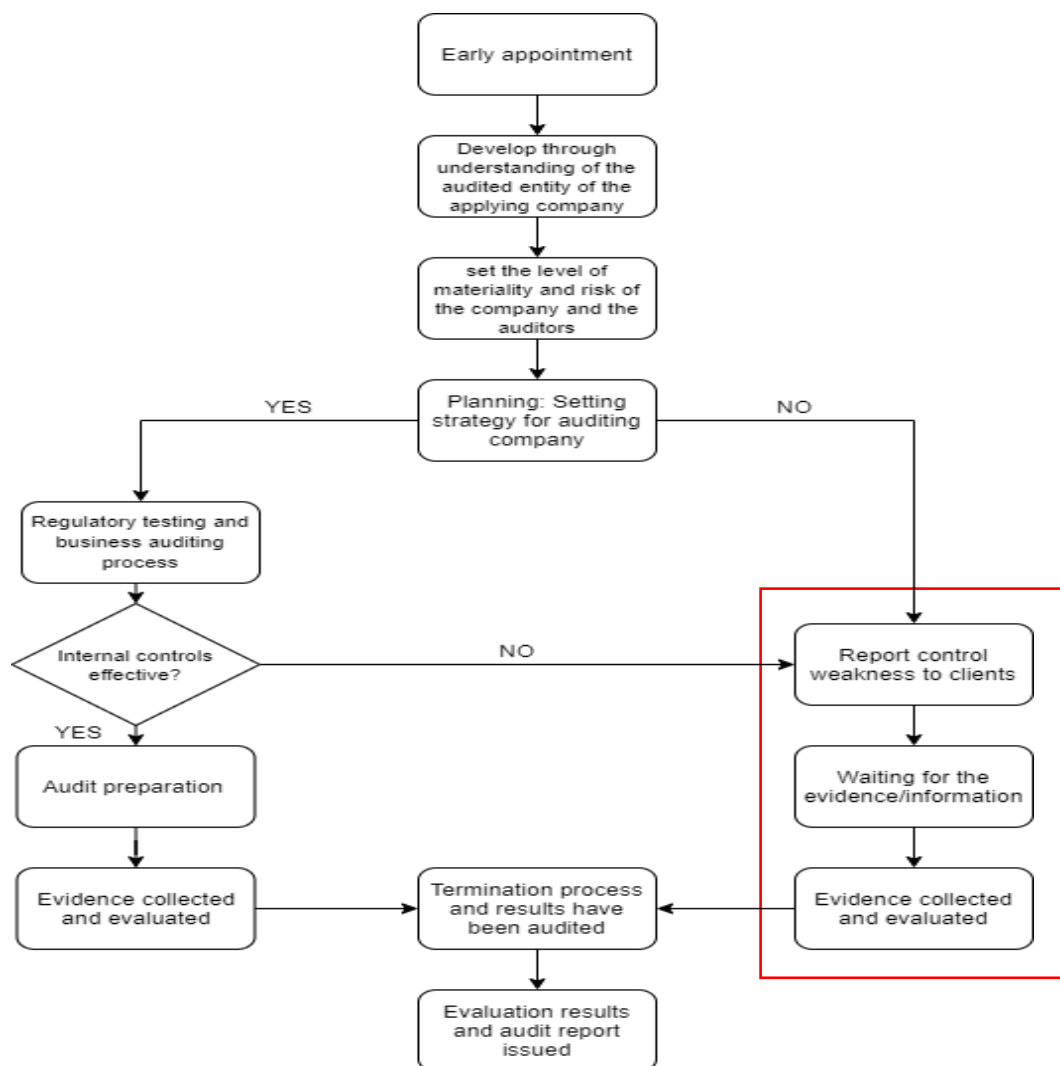 Early appointment
Develop through
understanding of the
audited entity of the
applying company
set the level of
materiality and risk of
the company and the
auditors
YES
Planning: Setting
strategy for auditing
company
NO
Regulatory testing and
business auditing
process
Internal controls
effective?
NO
Report control
weakness to clients
YES
Audit preparation
Waiting for the
evidence/information
Evidence collected
and evaluated
Termination process
and results have
been audited
Evidence collected
and evaluated
Evaluation results
and audit report
issued